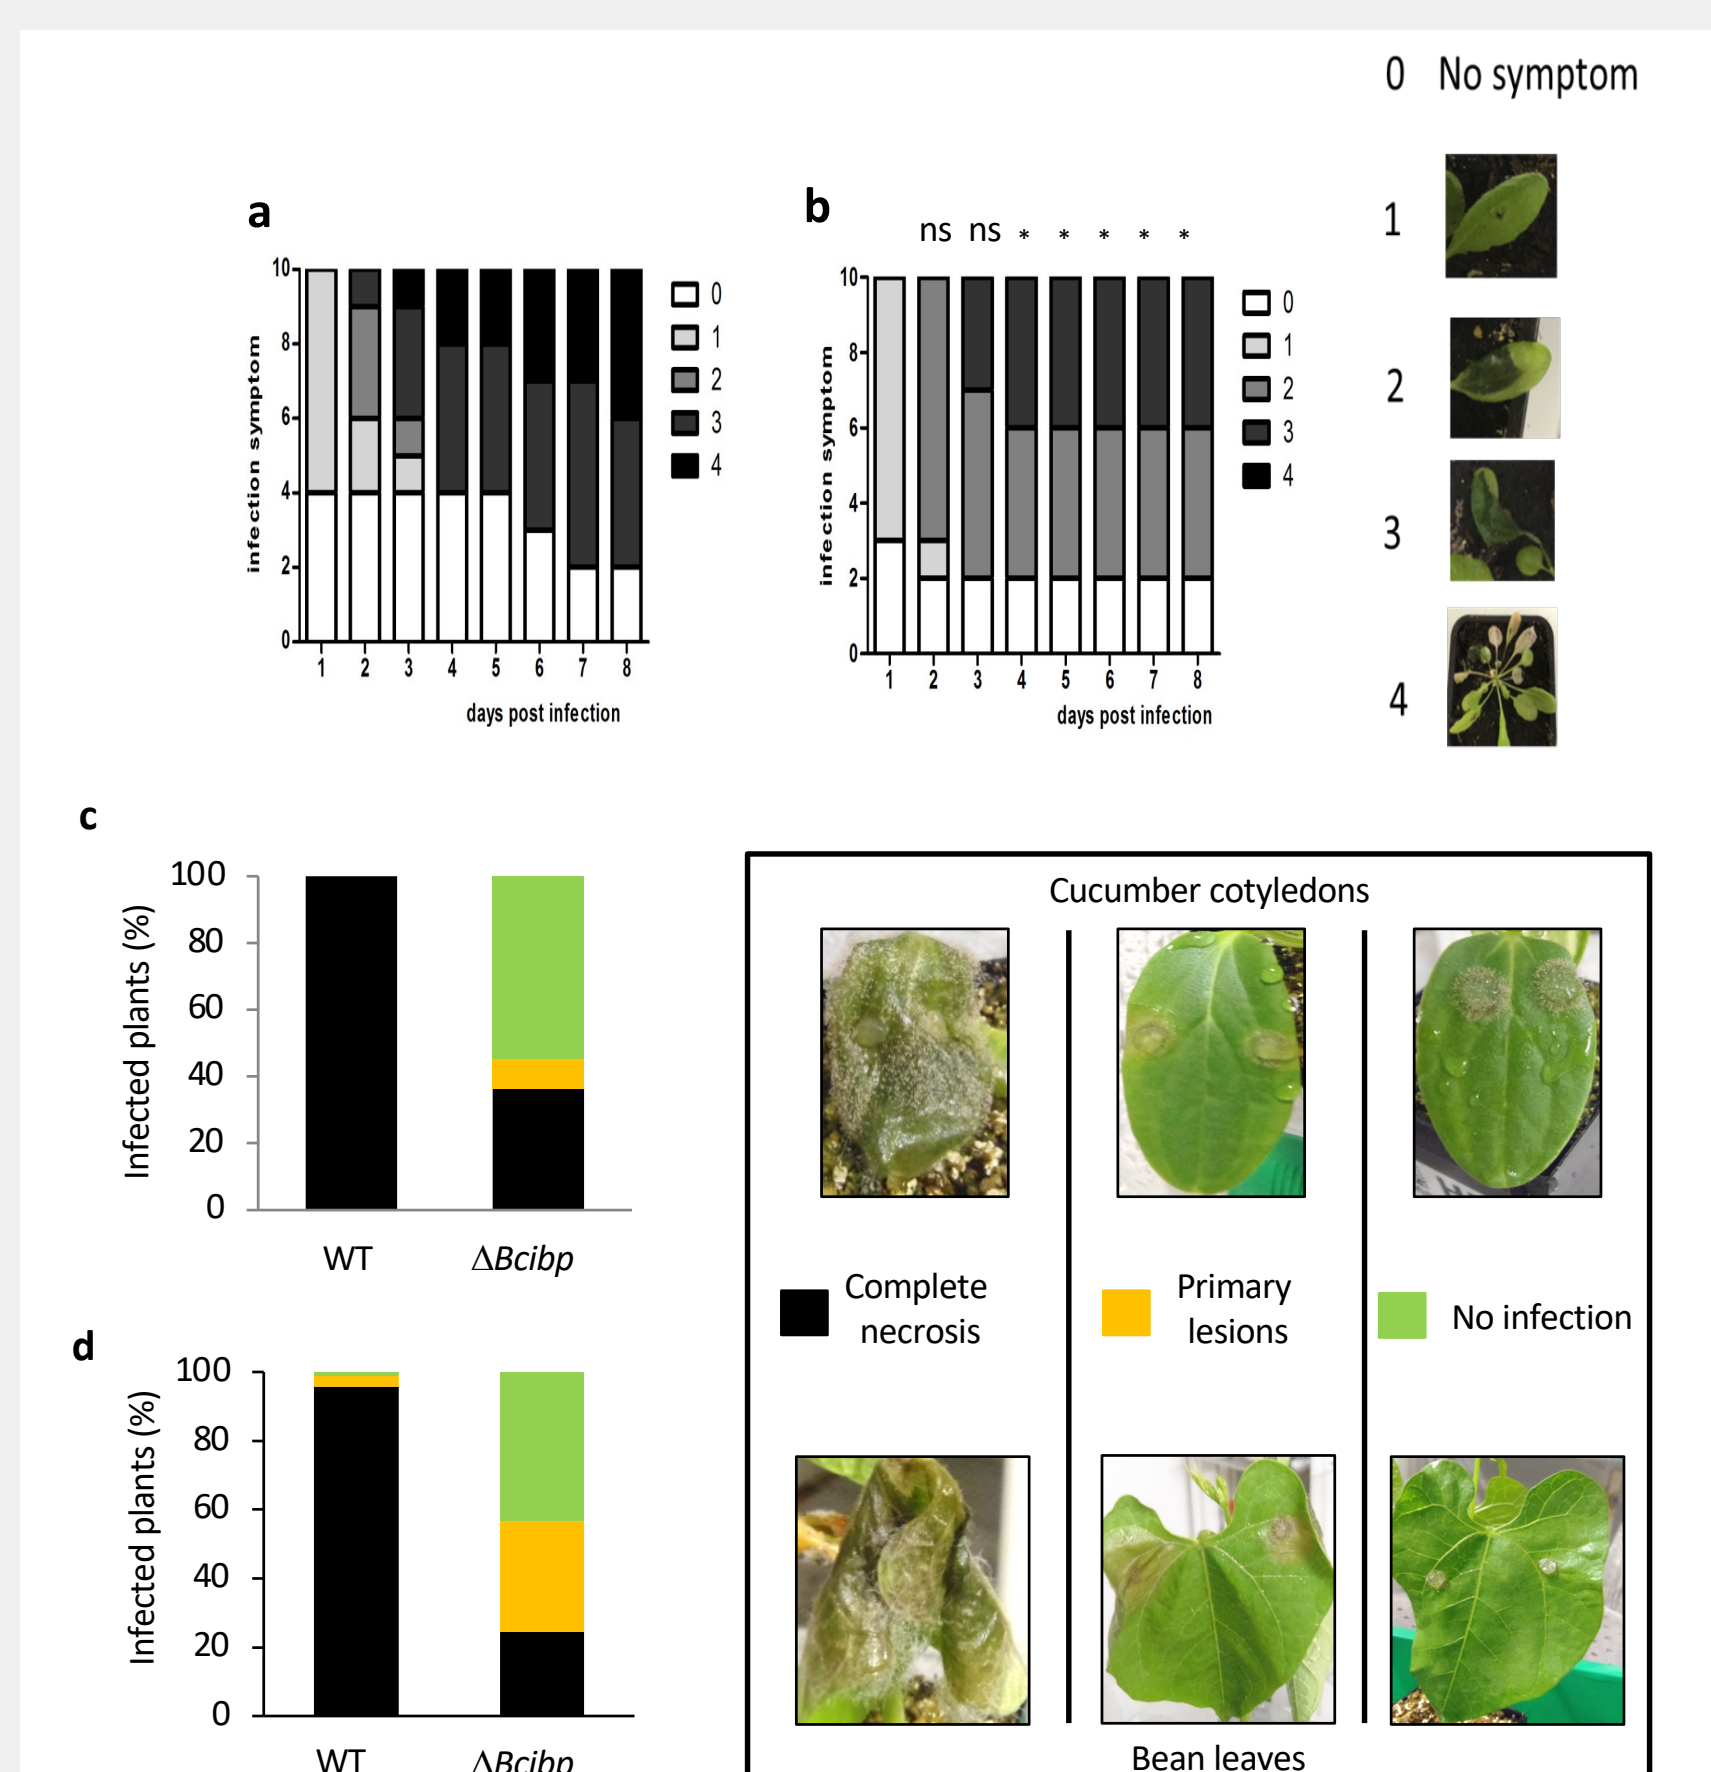 0 No symptom
a
10
8
6
4
2
0
infection symptom
1 2 3 4 5 6 7 8
days post infection
0
1
2
3
4
b
ns ns * * * * *
10
8
6
4
2
0
infection symptom
1 2 3 4 5 6 7 8
days post infection
0
1
2
3
4
1
2
3
4
c
100
80
60
40
20
0
Infected plants (%)
WT ΔBcibp
d
100
80
60
40
20
0
Infected plants (%)
WT ΔBcibp
Cucumber cotyledons
Complete
necrosis
Primary
lesions
No infection
Bean leaves